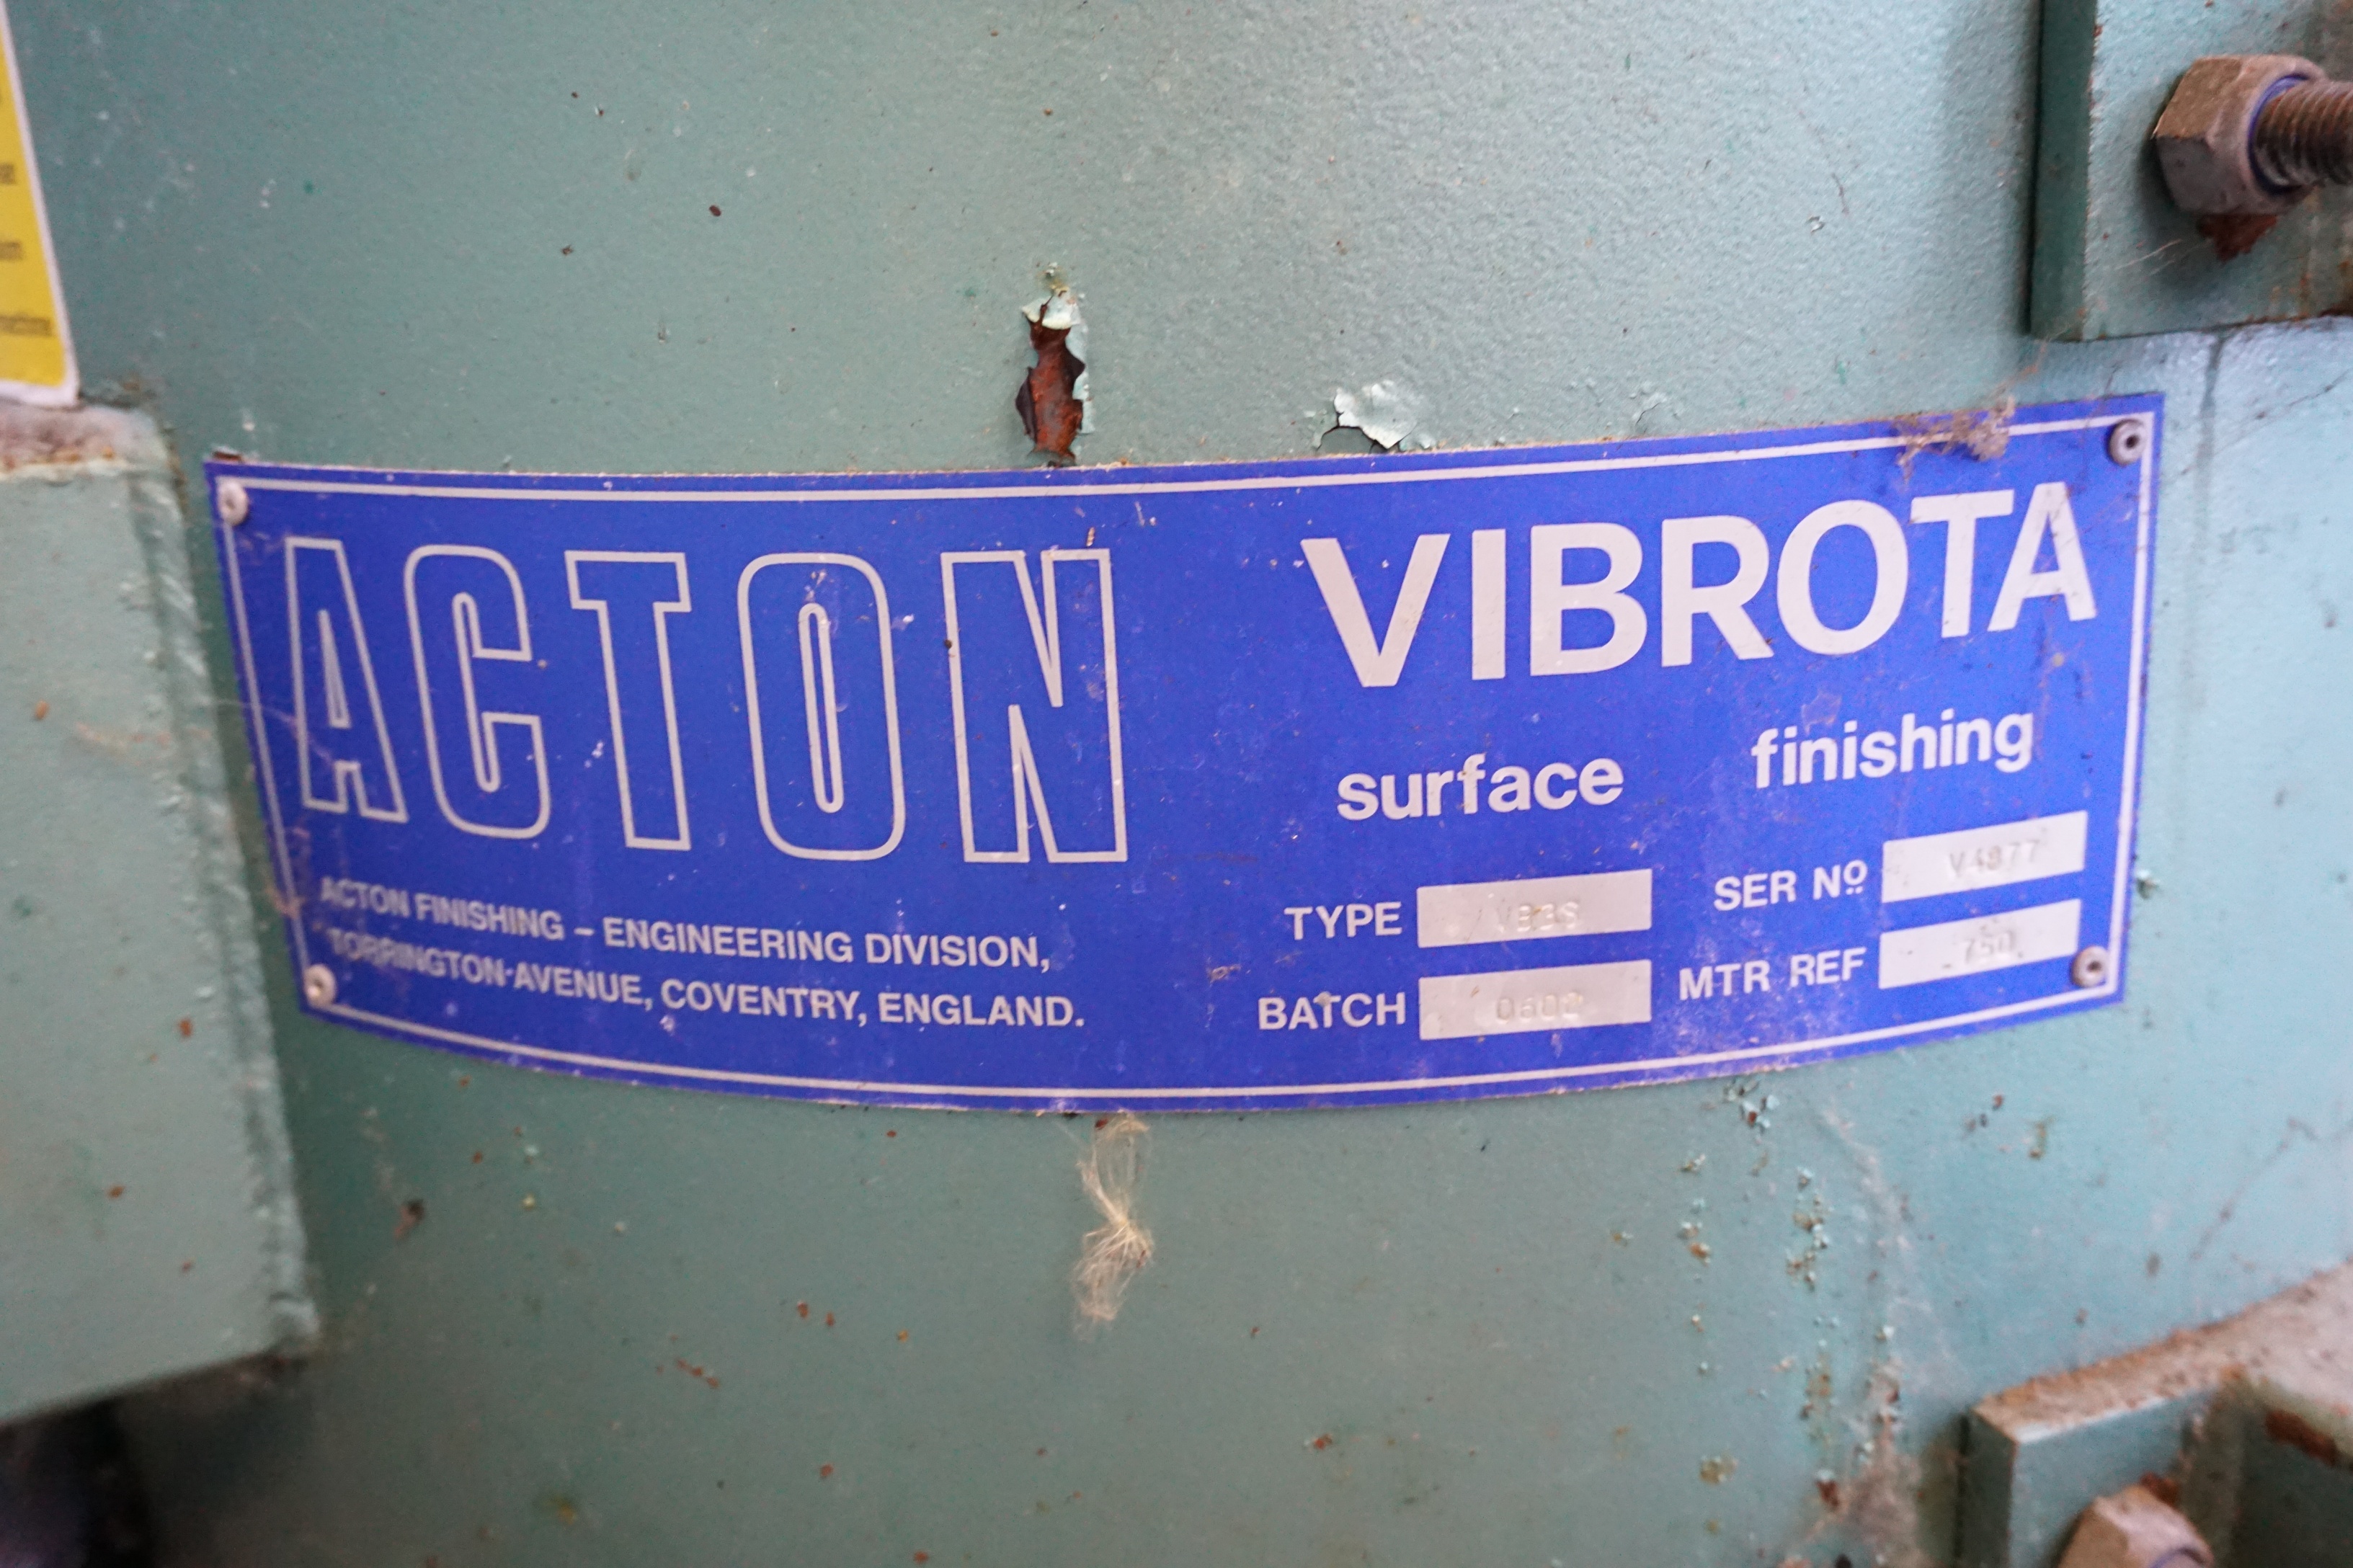 ACTON
VIBROTA
surface finishing
ACTON FINISHING – ENGINEERING DIVISION,
TORRINGTON AVENUE, COVENTRY, ENGLAND.
TYPE
SER Nº
BATCH
MTR REF 750